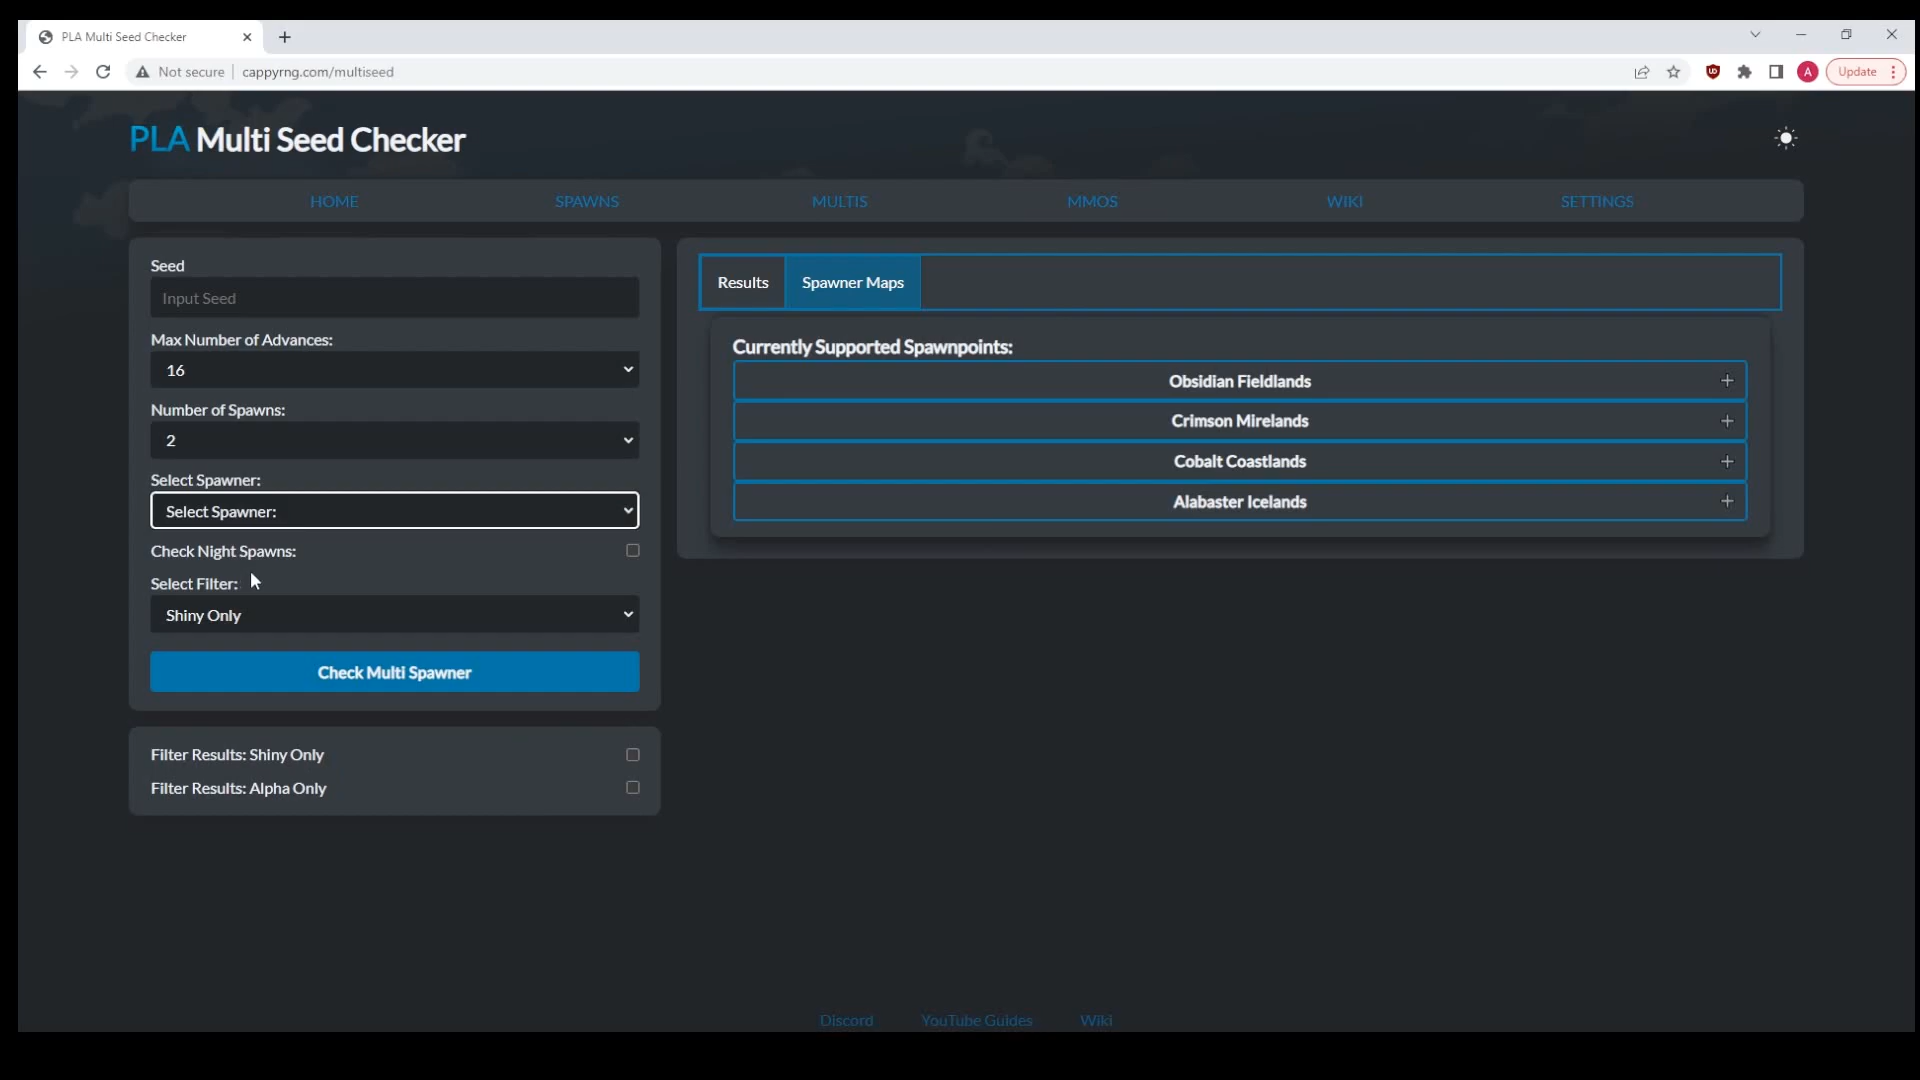 PLA Multi Seed Checker
Not secure cappyrng.com/multiseed
A
Update
PLA Multi Seed Checker
HOME SPAWNS MULTIS MMOS WIKI SETTINGS
Seed
Input Seed
Max Number of Advances:
16
Number of Spawns:
2
Select Spawner:
Select Spawner:
Check Night Spawns:
Select Filter:
Shiny Only
Check Multi Spawner
Filter Results: Shiny Only
Filter Results: Alpha Only
Results Spawner Maps
Currently Supported Spawnpoints:
Obsidian Fieldlands
Crimson Mirelands
Cobalt Coastlands
Alabaster Icelands
Discord YouTube Guides Wiki